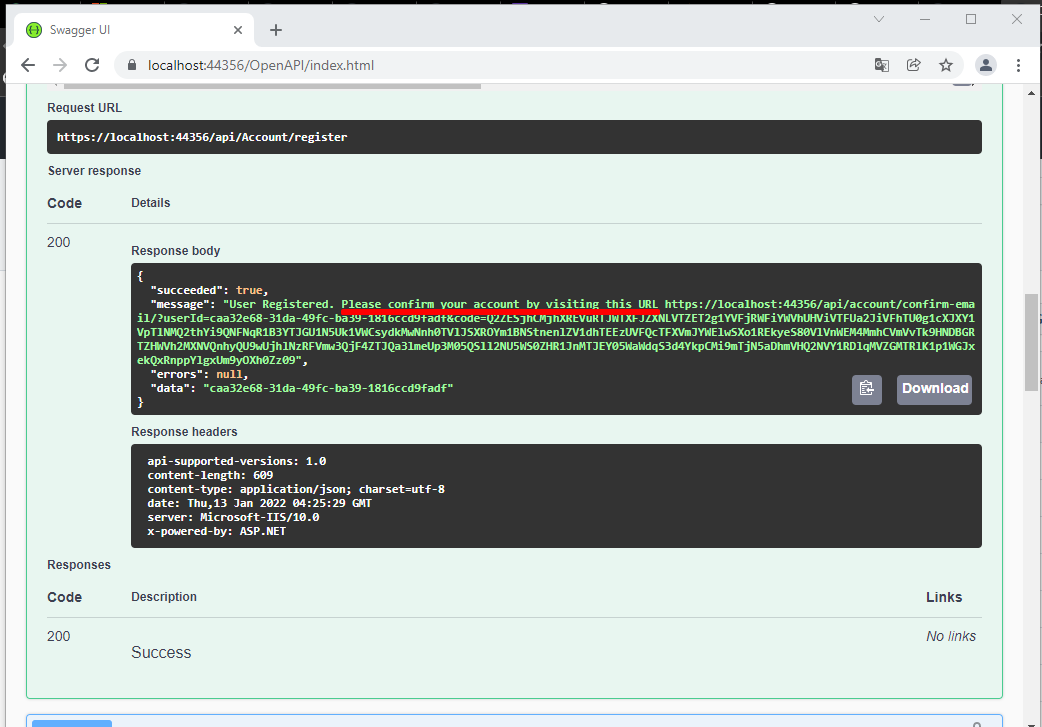 Swagger UI
localhost:44356/OpenAPI/index.html
Request URL
https://localhost:44356/api/Account/register
Server response
Code Details
200
Response body
{
"succeeded": true,
"message": "User Registered. Please confirm your account by visiting this URL https://localhost:44356/api/account/confirm-ema
il/?userId=caa32e68-31da-49fc-ba39-1816ccd9fadf&code=
"errors": null,
"data": "caa32e68-31da-49fc-ba39-1816ccd9fadf"
}
Download
Response headers
api-supported-versions: 1.0
content-length: 609
content-type: application/json; charset=utf-8
date: Thu,13 Jan 2022 04:25:29 GMT
server: Microsoft-IIS/10.0
x-powered-by: ASP.NET
Responses
Code Description Links
200 No links
Success